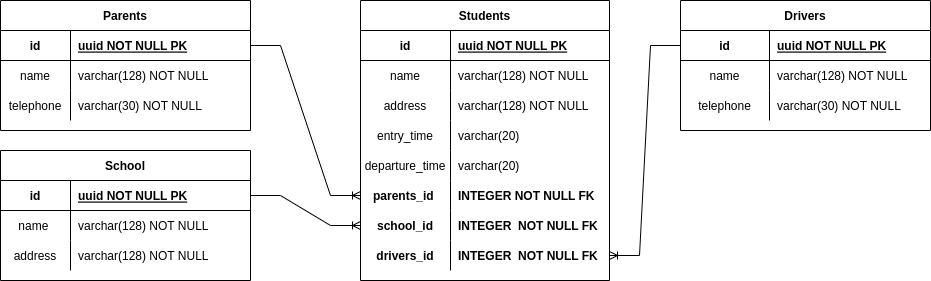 Parents
id uuid NOT NULL PK
name varchar(128) NOT NULL
telephone varchar(30) NOT NULL
School
id uuid NOT NULL PK
name varchar(128) NOT NULL
address varchar(128) NOT NULL
Students
id uuid NOT NULL PK
name varchar(128) NOT NULL
address varchar(128) NOT NULL
entry_time varchar(20)
departure_time varchar(20)
parents_id INTEGER NOT NULL FK
school_id INTEGER NOT NULL FK
drivers_id INTEGER NOT NULL FK
Drivers
id uuid NOT NULL PK
name varchar(128) NOT NULL
telephone varchar(30) NOT NULL